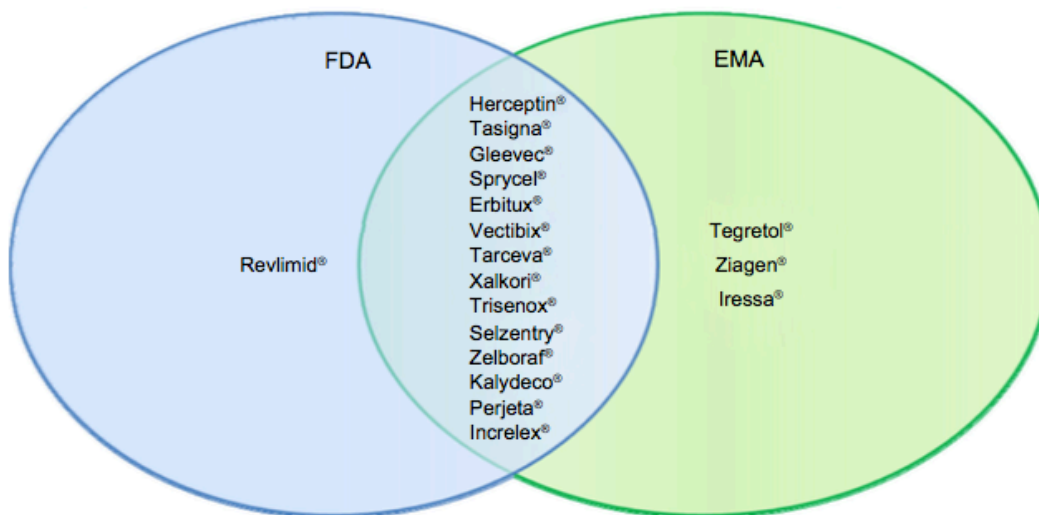 FDA
EMA
Herceptin®
Tasigna®
Gleevec®
Sprycel®
Erbitux®
Vectibix®
Tarceva®
Xalkori®
Trisenox®
Selzentry®
Zelboraf®
Kalydeco®
Perjeta®
Increlex®
Revlimid®
Tegretol®
Ziagen®
Iressa®